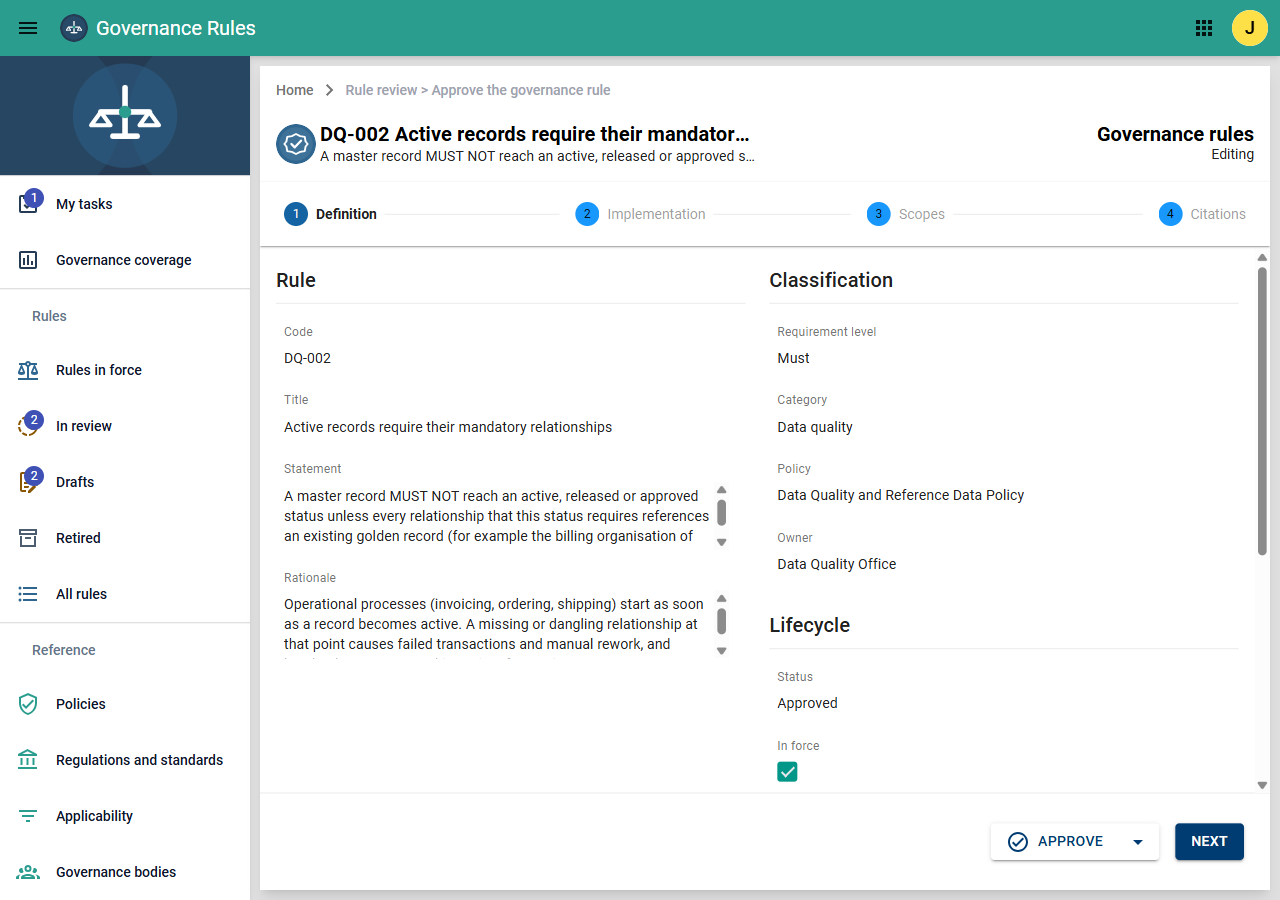 Governance Rules
J
1
My tasks
Governance coverage
Rules
Rules in force
2
In review
2
Drafts
Retired
All rules
Reference
Policies
Regulations and standards
Applicability
Governance bodies
Home > Rule review > Approve the governance rule
DQ-002 Active records require their mandator…
A master record MUST NOT reach an active, released or approved s…
Governance rules
Editing
1 Definition
2 Implementation
3 Scopes
4 Citations
Rule
Code
DQ-002
Title
Active records require their mandatory relationships
Statement
A master record MUST NOT reach an active, released or approved
status unless every relationship that this status requires references
an existing golden record (for example the billing organisation of
Rationale
Operational processes (invoicing, ordering, shipping) start as soon
as a record becomes active. A missing or dangling relationship at
that point causes failed transactions and manual rework, and
Classification
Requirement level
Must
Category
Data quality
Policy
Data Quality and Reference Data Policy
Owner
Data Quality Office
Lifecycle
Status
Approved
In force
APPROVE
NEXT